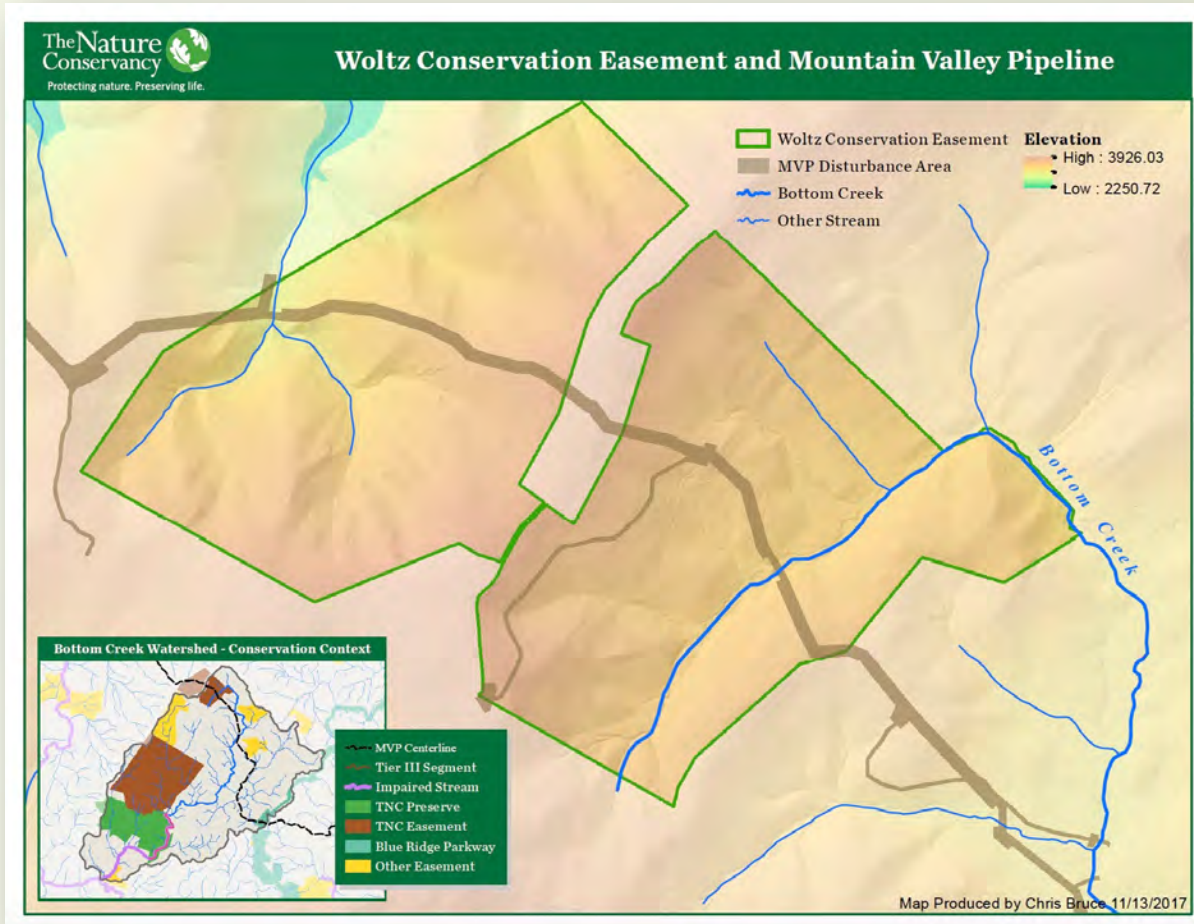 The Nature
Conservancy
Protecting nature. Preserving life.
Woltz Conservation Easement and Mountain Valley Pipeline
Woltz Conservation Easement
MVP Disturbance Area
Bottom Creek
Other Stream
Elevation
High : 3926.03
Low : 2250.72
Bottom Creek
Bottom Creek Watershed - Conservation Context
MVP Centerline
Tier III Segment
Impaired Stream
TNC Preserve
TNC Easement
Blue Ridge Parkway
Other Easement
Map Produced by Chris Bruce 11/13/2017